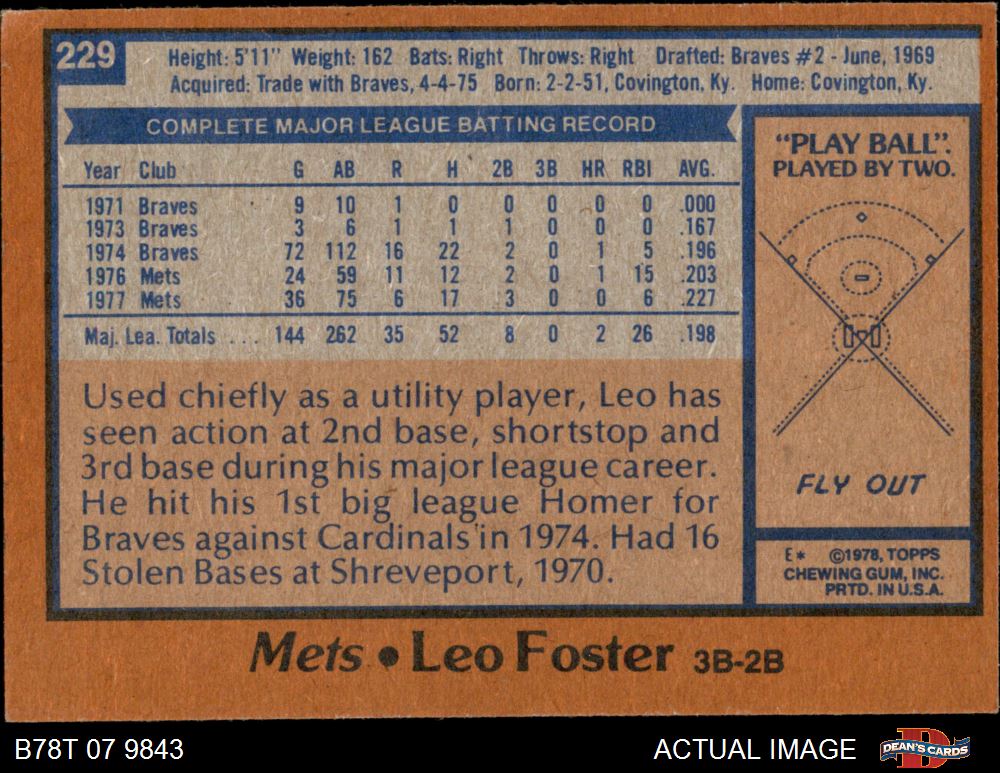 229
Height: 5'11" Weight: 162 Bats: Right Throws: Right Drafted: Braves #2 - June, 1969
Acquired: Trade with Braves, 4-4-75 Born: 2-2-51, Covington, Ky. Home: Covington, Ky.
COMPLETE MAJOR LEAGUE BATTING RECORD
Year Club G AB R H 2B 3B HR RBI AVG.
1971 Braves 9 10 1 0 0 0 0 0 .000
1973 Braves 3 6 1 1 1 0 0 0 .167
1974 Braves 72 112 16 22 2 0 1 5 .196
1976 Mets 24 59 11 12 2 0 1 15 .203
1977 Mets 36 75 6 17 3 0 0 6 .227
Maj. Lea. Totals ... 144 262 35 52 8 0 2 26 .198
Used chiefly as a utility player, Leo has
seen action at 2nd base, shortstop and
3rd base during his major league career.
He hit his 1st big league Homer for
Braves against Cardinals in 1974. Had 16
Stolen Bases at Shreveport, 1970.
"PLAY BALL".
PLAYED BY TWO.
FLY OUT
E* ©1978, TOPPS
CHEWING GUM, INC.
PRTD. IN U.S.A.
Mets • Leo Foster 3B-2B
B78T 07 9843
ACTUAL IMAGE
DEAN'S CARDS